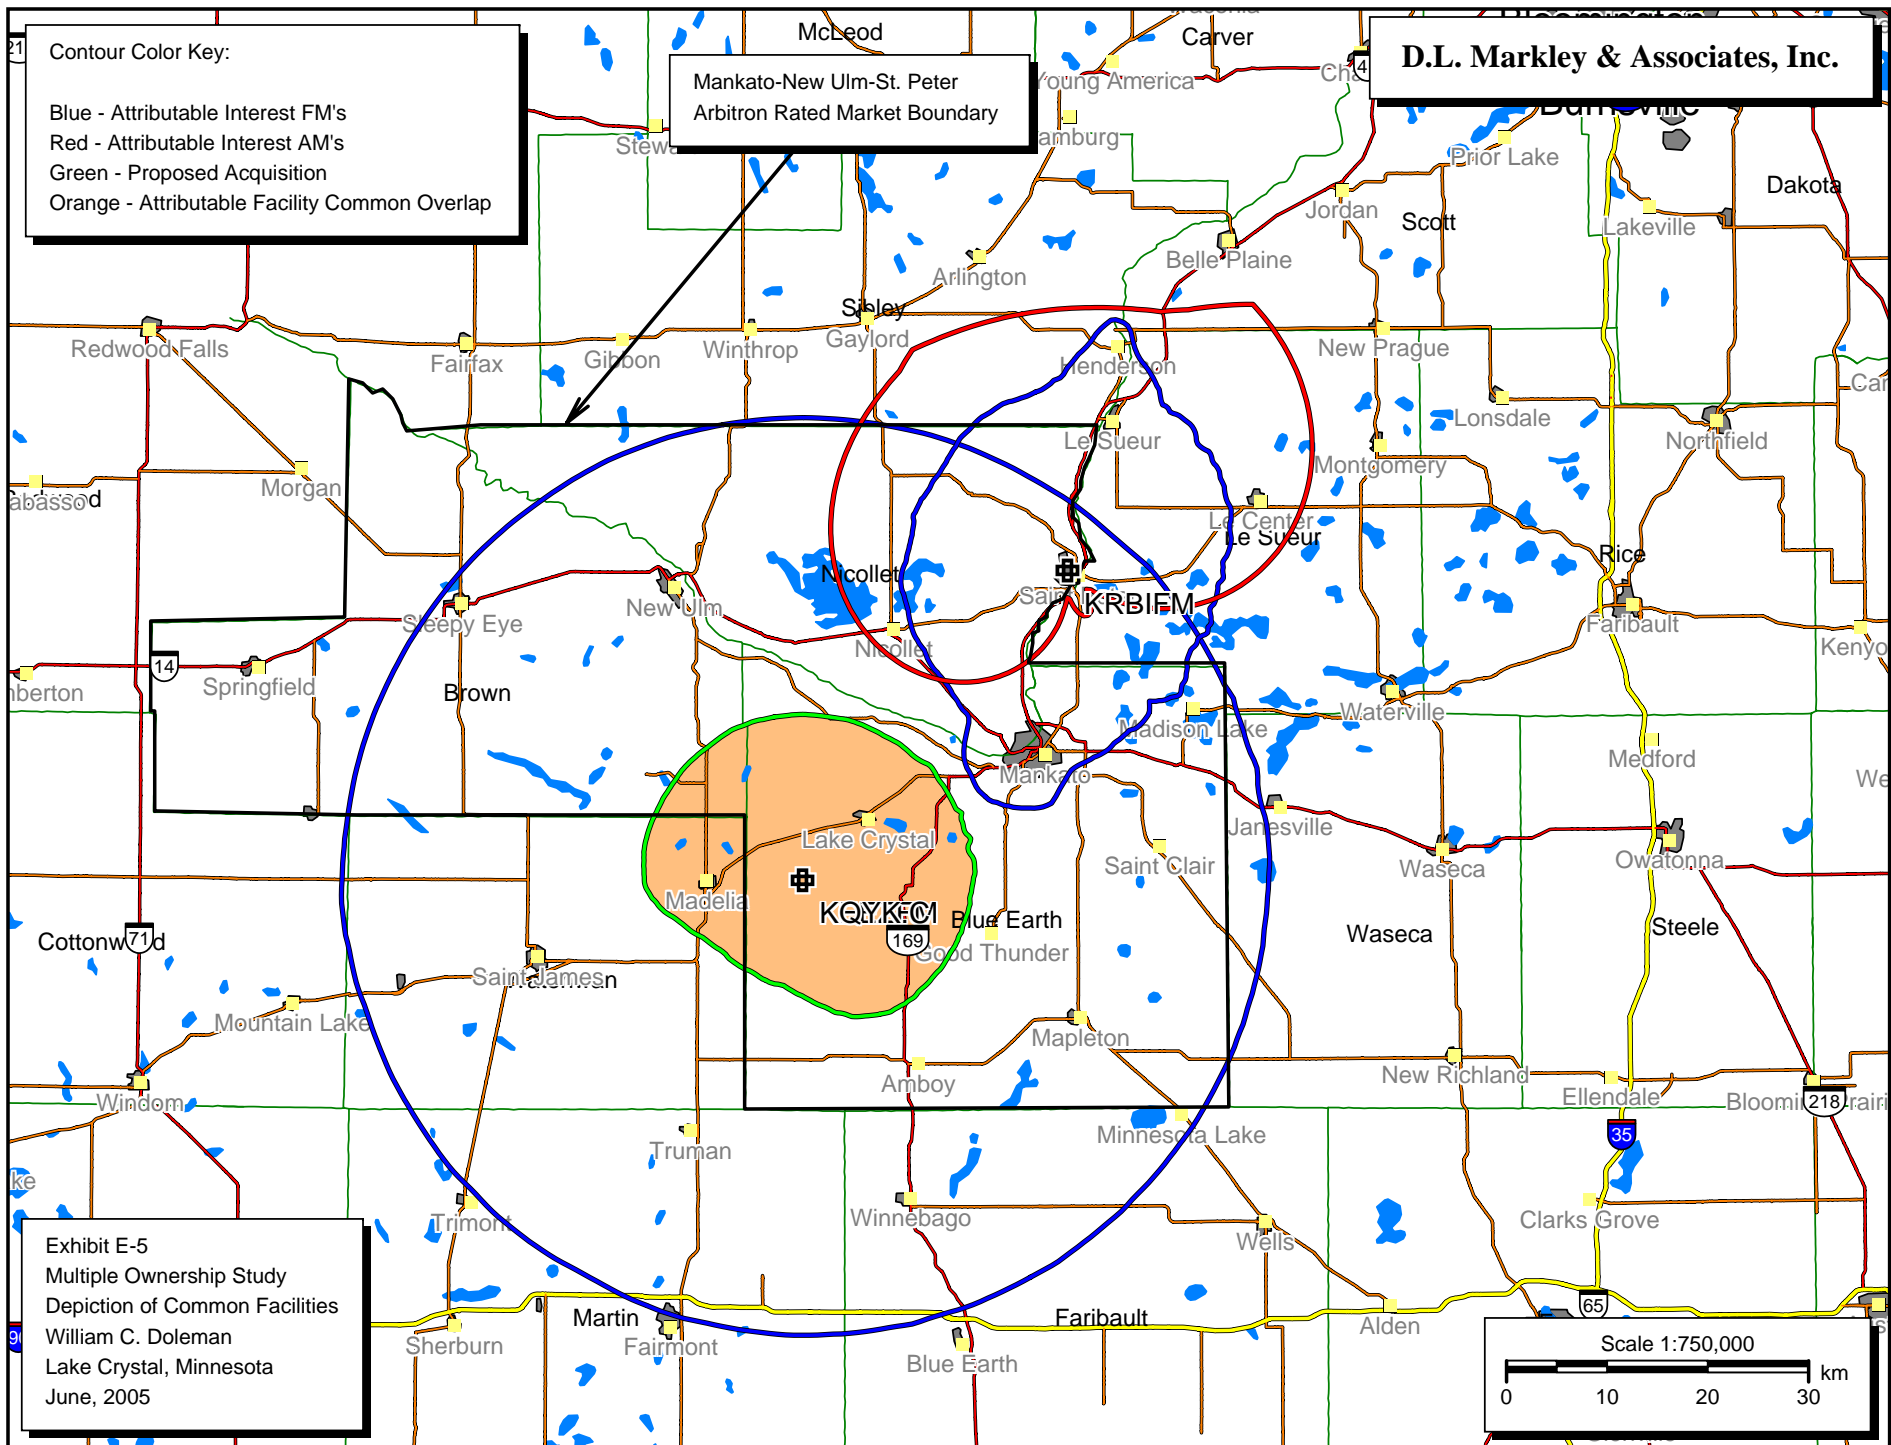 Contour Color Key:
Blue - Attributable Interest FM's
Red - Attributable Interest AM's
Green - Proposed Acquisition
Orange - Attributable Facility Common Overlap
Mankato-New Ulm-St. Peter
Arbitron Rated Market Boundary
D.L. Markley & Associates, Inc.
McLeod
Carver
Young America
Prior Lake
Dakota
Jordan
Scott
Lakeville
Belle Plaine
Arlington
Sibley
Gaylord
Redwood Falls
Fairfax
Gibbon
Winthrop
Henderson
New Prague
Lonsdale
Le Sueur
Northfield
Montgomery
Morgan
Le Center
Le Sueur
Nicollet
Rice
New Ulm
KRBI
Sleepy Eye
Faribault
Nicollet
14
Springfield
Brown
Waterville
Madison Lake
Medford
Mankato
Lake Crystal
Janesville
Saint Clair
Waseca
Owatonna
Madelia
Blue Earth
Cottonwood
71
169
Good Thunder
Waseca
Steele
Saint James
Mountain Lake
Mapleton
Amboy
New Richland
Ellendale
Windom
218
Truman
Minnesota Lake
35
Trimont
Winnebago
Wells
Clarks Grove
Exhibit E-5
Multiple Ownership Study
Depiction of Common Facilities
William C. Doleman
Lake Crystal, Minnesota
June, 2005
Martin
Sherburn
Fairmont
Blue Earth
Faribault
Alden
65
Scale 1:750,000
km
0 10 20 30